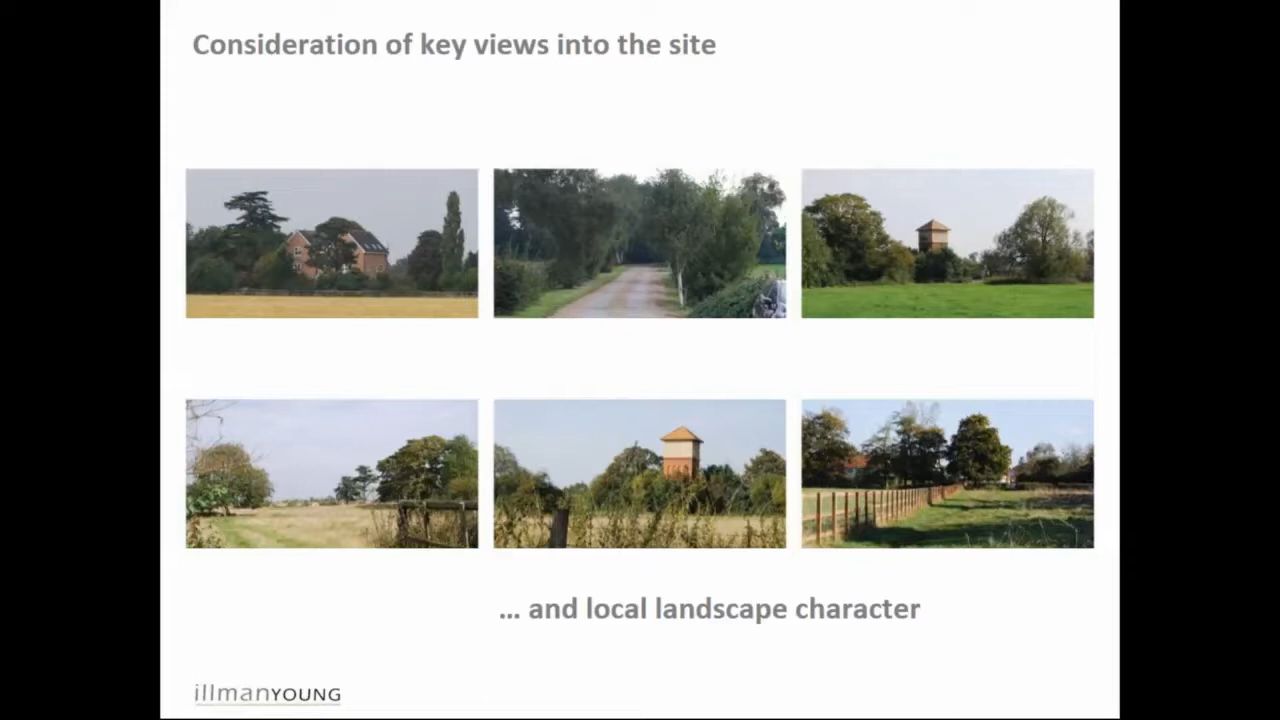 Consideration of key views into the site
... and local landscape character
illmanYOUNG